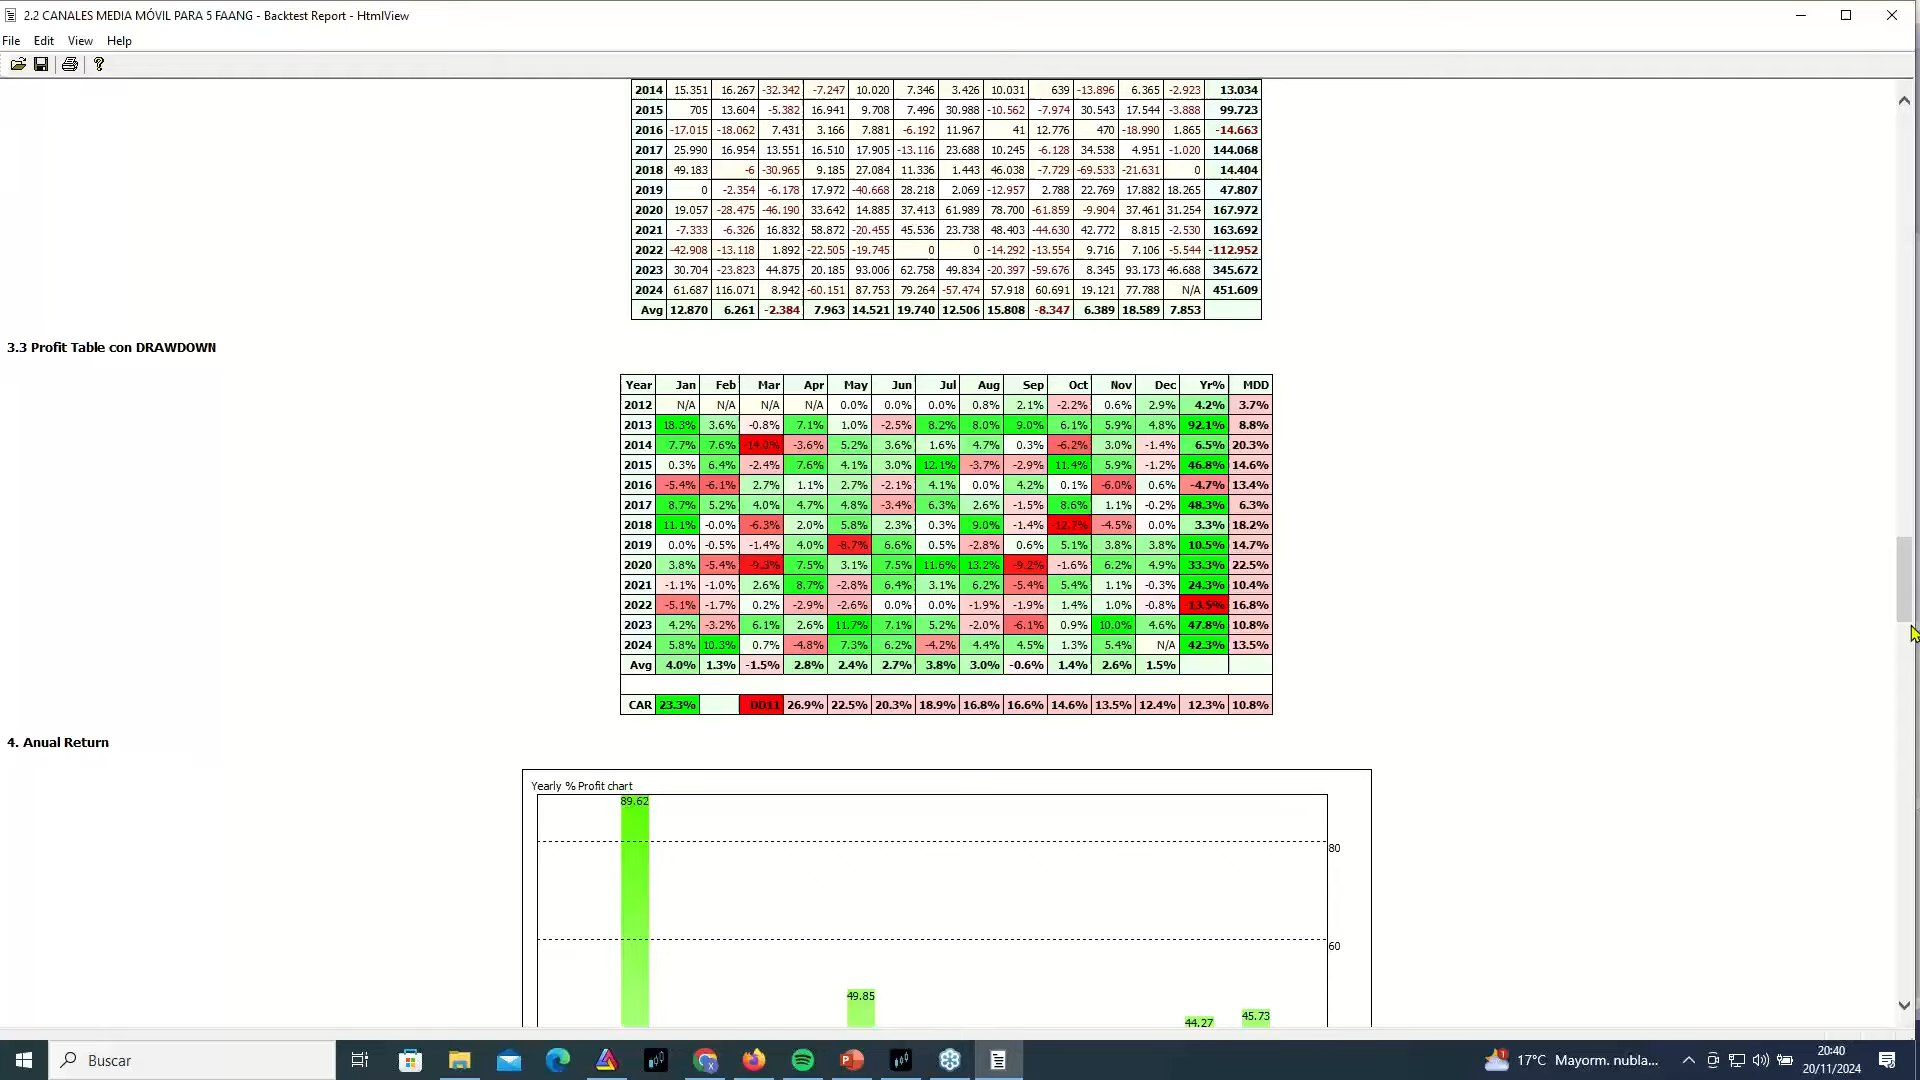 2.2 CANALES MEDIA MÓVIL PARA 5 FAANG - Backtest Report - HtmlView
File Edit View Help
2014 15.351 16.267 -32.342 -7.247 10.020 7.346 3.426 10.031 639 -13.896 6.365 -2.923 13.034
2015 705 13.604 -5.382 16.941 9.708 7.496 30.988 -10.562 -7.974 30.543 17.544 -3.888 99.723
2016 -17.015 -18.062 7.431 3.166 7.881 -6.192 11.967 41 12.776 470 -18.990 1.865 -14.663
2017 25.990 16.954 13.551 16.510 17.905 -13.116 23.688 10.245 -6.128 34.538 4.951 -1.020 144.068
2018 49.183 -6 -30.965 9.185 27.084 11.336 1.443 46.038 -7.729 -69.533 -21.631 0 14.404
2019 0 -2.354 -6.178 17.972 -40.668 28.218 2.069 -12.957 2.788 22.769 17.882 18.265 47.807
2020 19.057 -28.475 -46.190 33.642 14.885 37.413 61.989 78.700 -61.859 -9.904 37.461 31.254 167.972
2021 -7.333 -6.326 16.832 58.872 -20.455 45.536 23.738 48.403 -44.630 42.772 8.815 -2.530 163.692
2022 -42.908 -13.118 1.892 -22.505 -19.745 0 0 -14.292 -13.554 9.716 7.106 -5.544 -112.952
2023 30.704 -23.823 44.875 20.185 93.006 62.758 49.834 -20.397 -59.676 8.345 93.173 46.688 345.672
2024 61.687 116.071 8.942 -60.151 87.753 79.264 -57.474 57.918 60.691 19.121 77.788 N/A 451.609
Avg 12.870 6.261 -2.384 7.963 14.521 19.740 12.506 15.808 -8.347 6.389 18.589 7.853
3.3 Profit Table con DRAWDOWN
Year Jan Feb Mar Apr May Jun Jul Aug Sep Oct Nov Dec Yr% MDD
2012 N/A N/A N/A N/A 0.0% 0.0% 0.0% 0.8% 2.1% -2.2% 0.6% 2.9% 4.2% 3.7%
2013 18.3% 3.6% -0.8% 7.1% 1.0% -2.5% 8.2% 8.0% 9.0% 6.1% 5.9% 4.8% 92.1% 8.8%
2014 7.7% 7.6% -14.0% -3.6% 5.2% 3.6% 1.6% 4.7% 0.3% -6.2% 3.0% -1.4% 6.5% 20.3%
2015 0.3% 6.4% -2.4% 7.6% 4.1% 3.0% 12.1% -3.7% -2.9% 11.4% 5.9% -1.2% 46.8% 14.6%
2016 -5.4% -6.1% 2.7% 1.1% 2.7% -2.1% 4.1% 0.0% 4.2% 0.1% -6.0% 0.6% -4.7% 13.4%
2017 8.7% 5.2% 4.0% 4.7% 4.8% -3.4% 6.3% 2.6% -1.5% 8.6% 1.1% -0.2% 48.3% 6.3%
2018 11.1% -0.0% -6.3% 2.0% 5.8% 2.3% 0.3% 9.0% -1.4% -12.7% -4.5% 0.0% 3.3% 18.2%
2019 0.0% -0.5% -1.4% 4.0% -8.7% 6.6% 0.5% -2.8% 0.6% 5.1% 3.8% 3.8% 10.5% 14.7%
2020 3.8% -5.4% -9.3% 7.5% 3.1% 7.5% 11.6% 13.2% -9.2% -1.6% 6.2% 4.9% 33.3% 22.5%
2021 -1.1% -1.0% 2.6% 8.7% -2.8% 6.4% 3.1% 6.2% -5.4% 5.4% 1.1% -0.3% 24.3% 10.4%
2022 -5.1% -1.7% 0.2% -2.9% -2.6% 0.0% 0.0% -1.9% -1.9% 1.4% 1.0% -0.8% -13.5% 16.8%
2023 4.2% -3.2% 6.1% 2.6% 11.7% 7.1% 5.2% -2.0% -6.1% 0.9% 10.0% 4.6% 47.8% 10.8%
2024 5.8% 10.3% 0.7% -4.8% 7.3% 6.2% -4.2% 4.4% 4.5% 1.3% 5.4% N/A 42.3% 13.5%
Avg 4.0% 1.3% -1.5% 2.8% 2.4% 2.7% 3.8% 3.0% -0.6% 1.4% 2.6% 1.5%
CAR 23.3% DD11 26.9% 22.5% 20.3% 18.9% 16.8% 16.6% 14.6% 13.5% 12.4% 12.3% 10.8%
4. Anual Return
Yearly % Profit chart
89.62
80
60
49.85
44.27
45.73
Buscar
17°C Mayorm. nubla...
20:40
20/11/2024